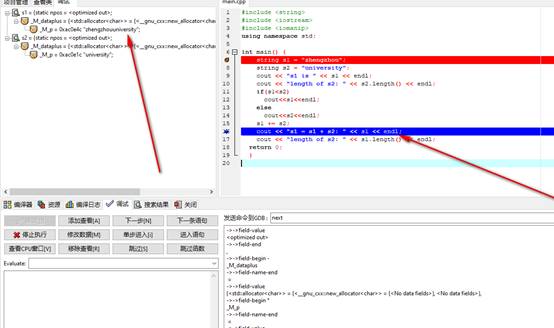 项目管理 查看类 调试
s1 = {static npos = <optimized out>,
_M_dataplus = {<std::allocator<char>> = {<__gnu_cxx::new_allocator<char
_M_p = 0xac0e4c "zhengzhouuniversity";
s2 = {static npos = <optimized out>,
_M_dataplus = {<std::allocator<char>> = {<__gnu_cxx::new_allocator<char
_M_p = 0xac0e1c "university";
main.cpp
1 #include <string>
2 #include <iostream>
3 #include <iomanip>
4 using namespace std;
5
6 int main() {
string s1 = "zhengzhou";
8 string s2 = "university";
9 cout << "s1 is " << s1 << endl;
10 cout << "length of s2: " << s2.length() << endl;
11 if(s1<s2)
12 cout<<s1<<endl;
13 else
14 cout<<s2<<endl;
15 s1 += s2;
cout << "s1 = s1 + s2: " << s1 << endl;
17 cout << "length of s2: " << s1.length() << endl;
18 return 0;
19 }
20
编译器 资源 编译日志 调试 搜索结果 关闭
添加查看[A] 下一步[N] 下一条语句
停止执行 修改数据[M] 单步进入[i] 进入语句
查看CPU窗口[V] 移除查看[R] 跳过[S] 跳过函数
Evaluate:
发送命令到GDB: next
->->field-value
<optimized out>
->->field-end
,
->->field-begin -
_M_dataplus
->->field-name-end
=
->->field-value
{<std::allocator<char>> = {<__gnu_cxx::new_allocator<char>> = {<No data fields>}, <No data fields>},
->->field-begin *
_M_p
->->field-name-end
=
->->field-value